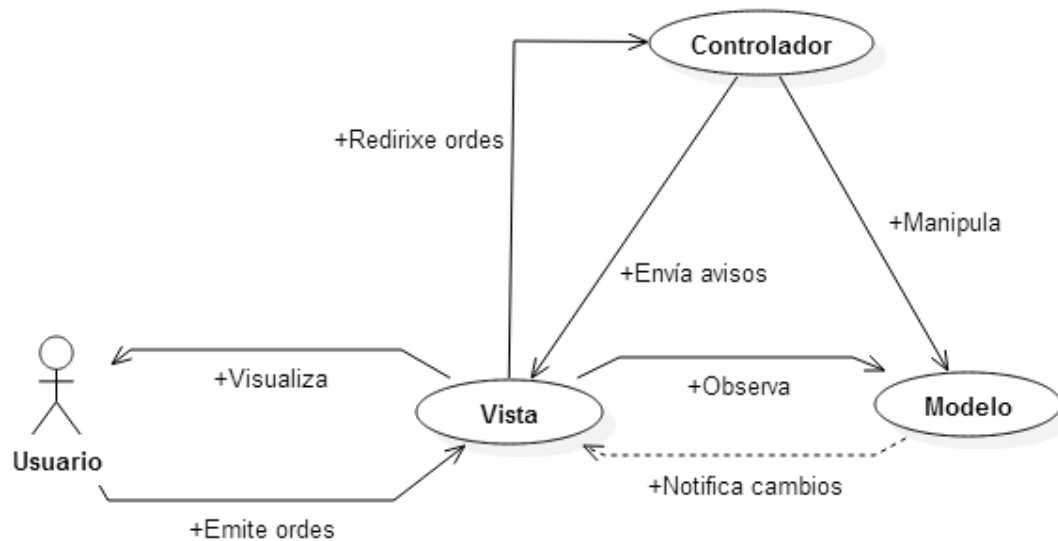 Controlador
+Redirixe ordes
+Manipula
+Envía avisos
+Visualiza
+Observa
Vista
Modelo
Usuario
+Notifica cambios
+Emite ordes